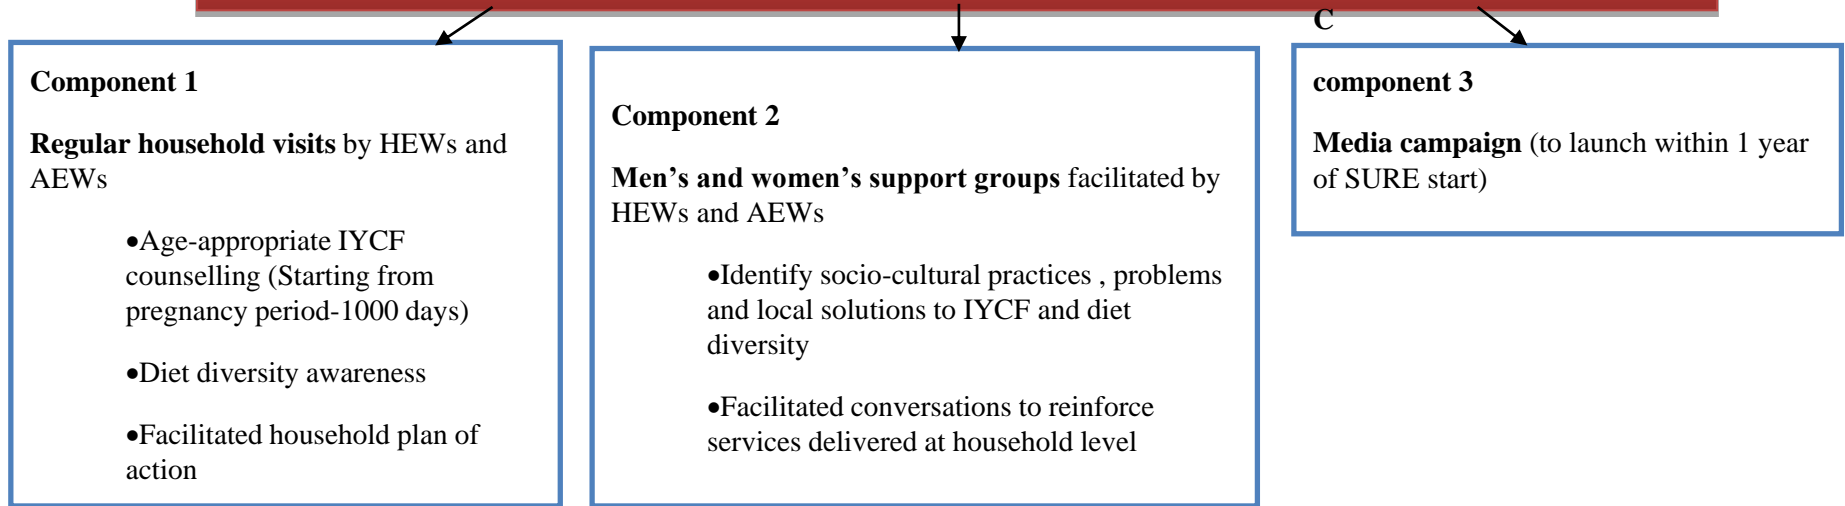 Component 1
Regular household visits by HEWs and
AEWs
•Age-appropriate IYCF
counselling (Starting from
pregnancy period-1000 days)
•Diet diversity awareness
•Facilitated household plan of
action
Component 2
Men’s and women’s support groups facilitated by
HEWs and AEWs
•Identify socio-cultural practices , problems
and local solutions to IYCF and diet
diversity
•Facilitated conversations to reinforce
services delivered at household level
C
component 3
Media campaign (to launch within 1 year
of SURE start)